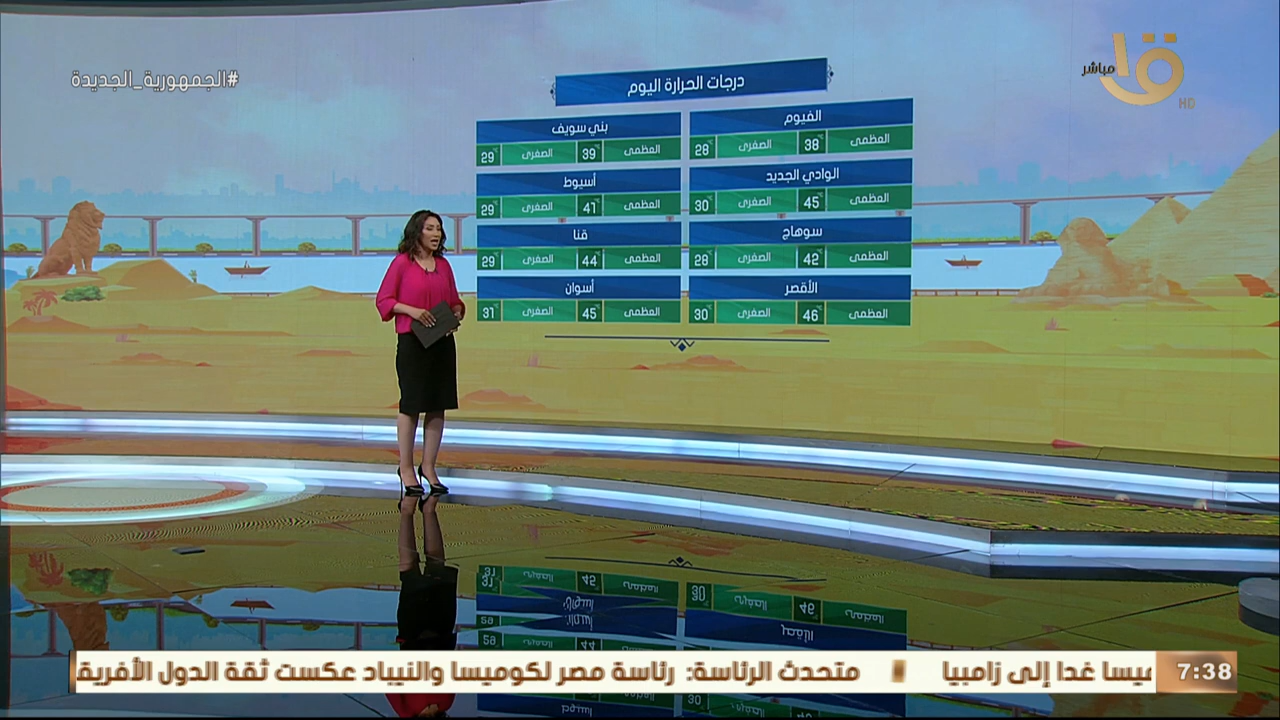 #الجمهورية_الجديدة
ق
مباشر
HD
درجات الحرارة اليوم
الفيوم
العظمى 38°C الصغرى 28°C
بني سويف
العظمى 39°C الصغرى 29°C
الوادي الجديد
العظمى 45°C الصغرى 30°C
أسيوط
العظمى 41°C الصغرى 29°C
سوهاج
العظمى 42°C الصغرى 28°C
قنا
العظمى 44°C الصغرى 29°C
الأقصر
العظمى 46°C الصغرى 30°C
أسوان
العظمى 45°C الصغرى 31°C
7:38 يسا غدا إلى زامبيا متحدث الرئاسة: رئاسة مصر لكوميسا والنيباد عكست ثقة الدول الأفريق